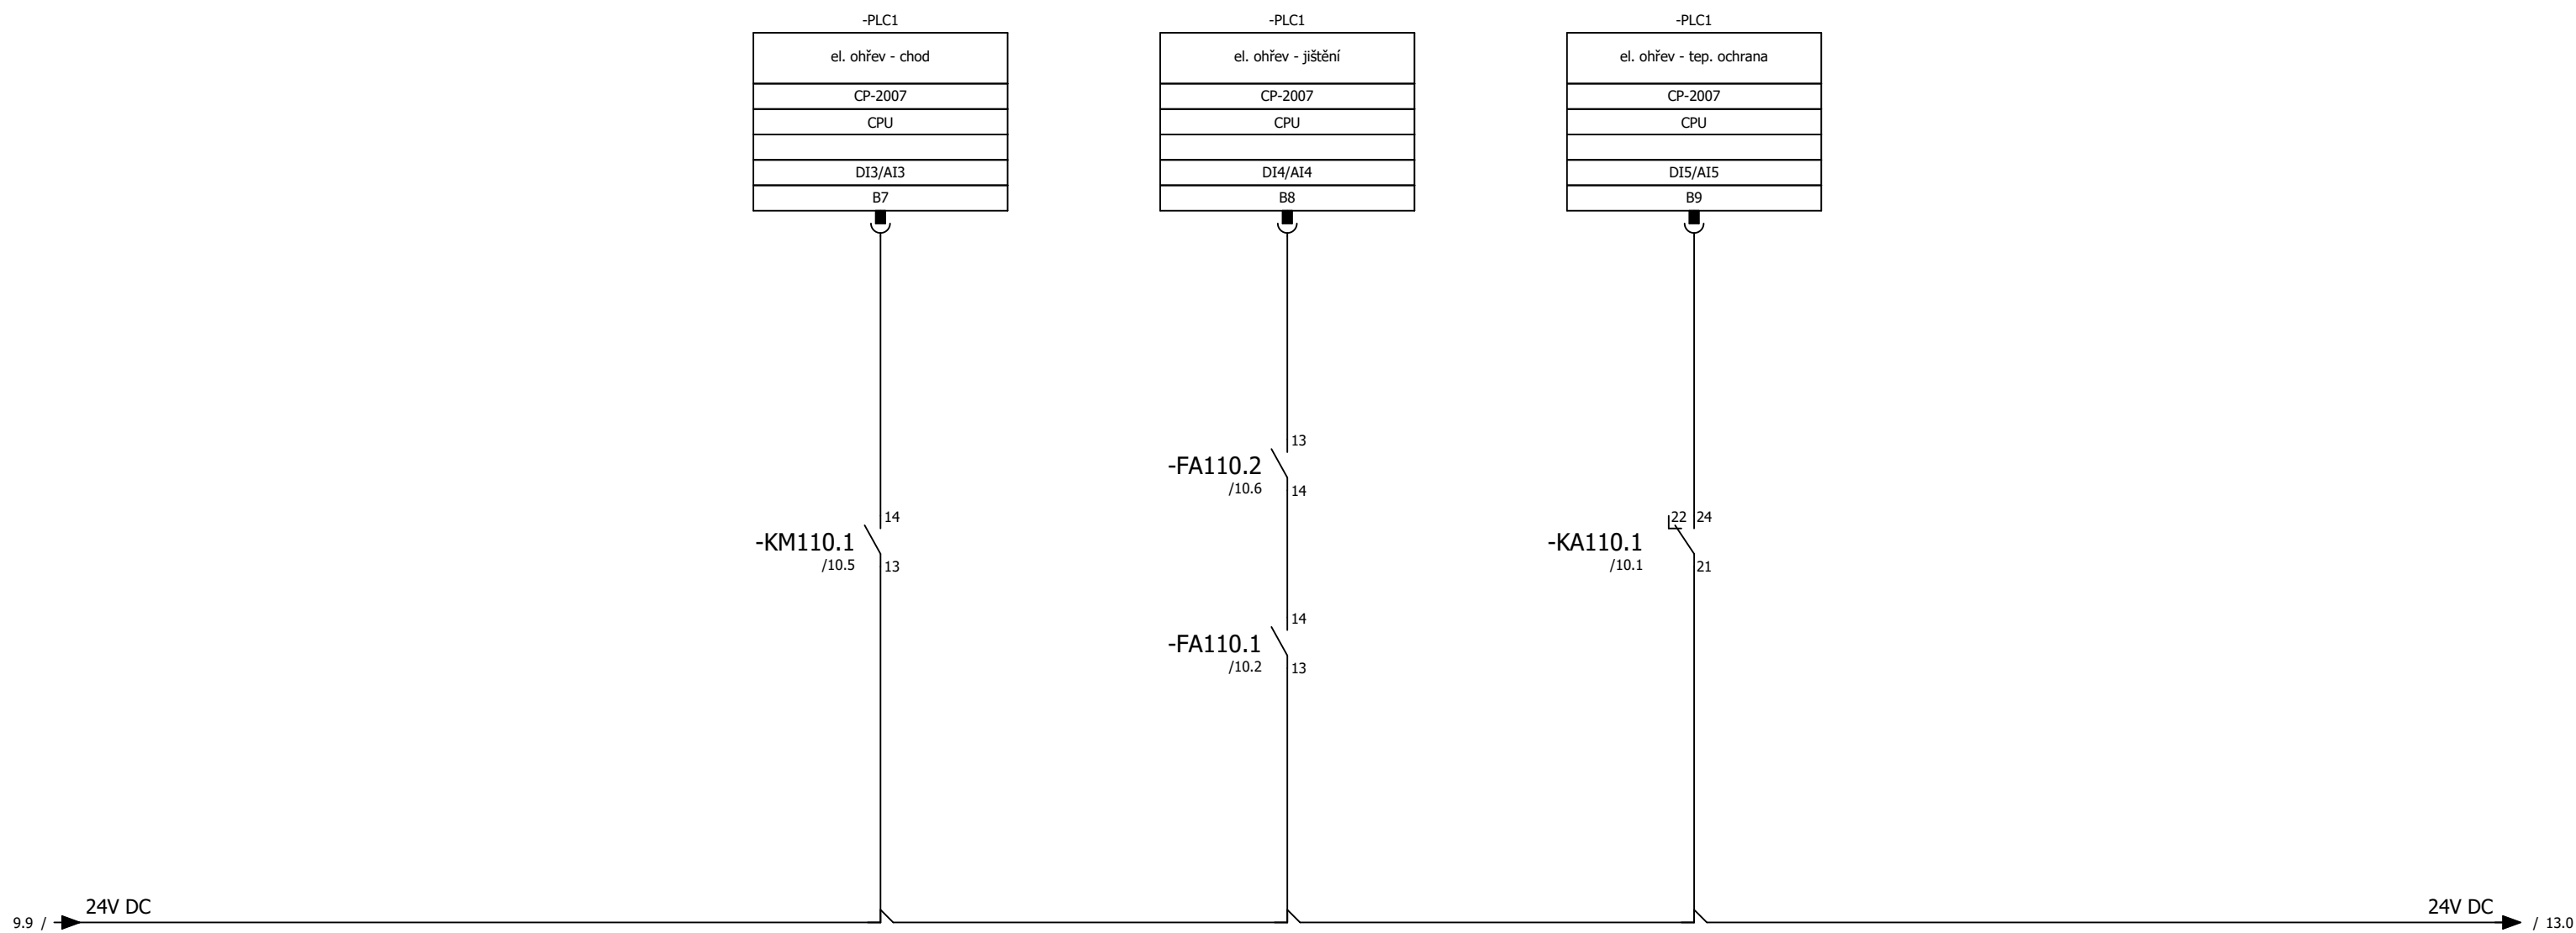 -PLC1
el. ohřev - chod
CP-2007
CPU
DI3/AI3
B7
-PLC1
el. ohřev - jištění
CP-2007
CPU
DI4/AI4
B8
-PLC1
el. ohřev - tep. ochrana
CP-2007
CPU
DI5/AI5
B9
14
-KM110.1
/10.5
13
13
-FA110.2
/10.6
14
14
-FA110.1
/10.2
13
22 24
-KA110.1
/10.1
21
24V DC
9.9 /
24V DC
/ 13.0